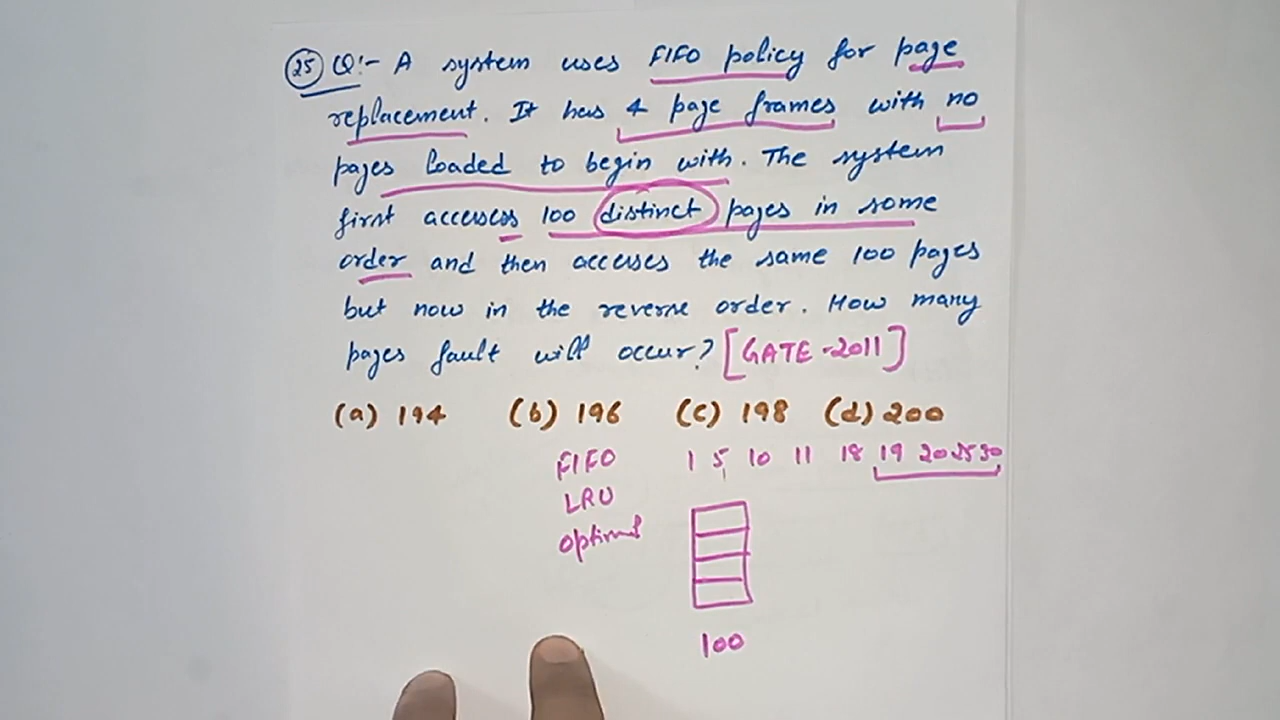 25 Q:- A system uses FIFO policy for page
replacement. It has 4 page frames with no
pages loaded to begin with. The system
first accesses 100 distinct pages in some
order and then accesses the same 100 pages
but now in the reverse order. How many
pages fault will occur? [GATE-2011]
(a) 194 (b) 196 (c) 198 (d) 200
FIFO 1 5 10 11 18 19 20 25 30
LRU
optimal
100